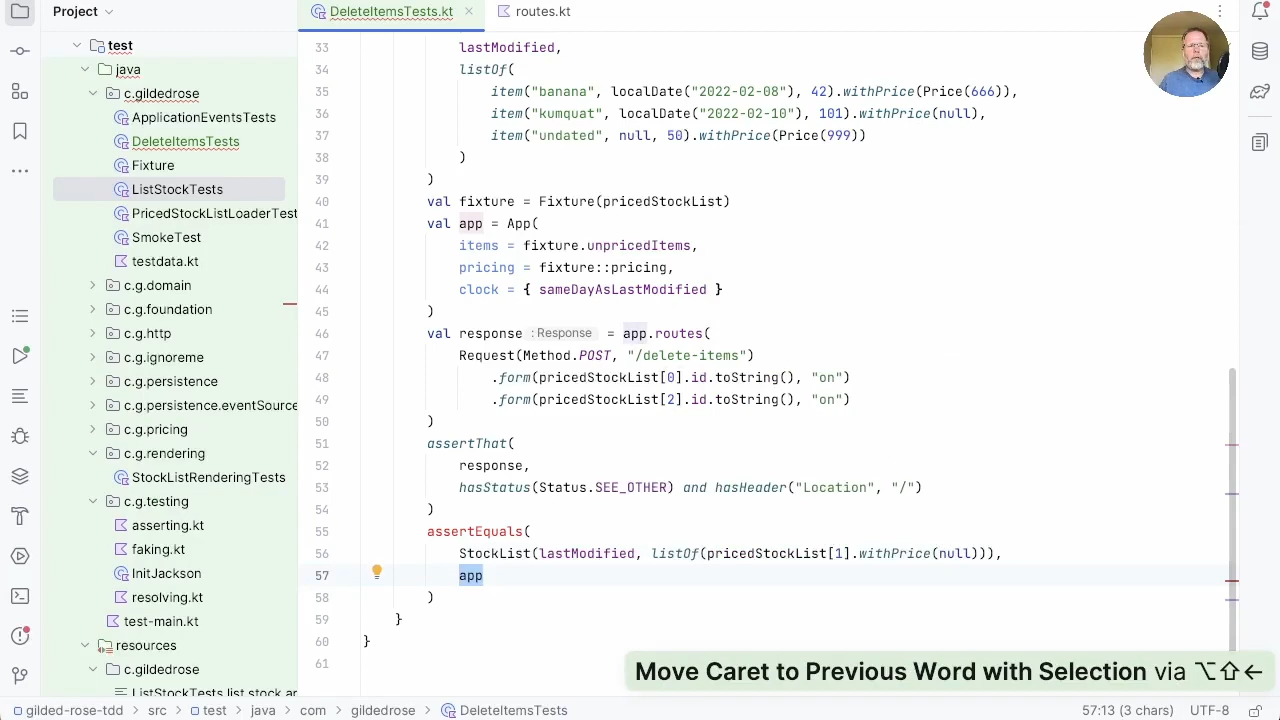 Project
DeleteItemsTests.kt
routes.kt
test
java
c.gildedrose
ApplicationEventsTests
DeleteItemsTests
Fixture
ListStockTests
PricedStockListLoaderTest
SmokeTest
testdata.kt
c.g.domain
c.g.foundation
c.g.http
c.g.ignoreme
c.g.persistence
c.g.persistence.eventSource
c.g.pricing
c.g.rendering
StockListRenderingTests
c.g.testing
asserting.kt
faking.kt
InitJackson
resolving.kt
test-main.kt
resources
c.gildedrose
ListStockTests.list stock.ap
33 lastModified,
34 listOf(
35 item("banana", localDate("2022-02-08"), 42).withPrice(Price(666)),
36 item("kumquat", localDate("2022-02-10"), 101).withPrice(null),
37 item("undated", null, 50).withPrice(Price(999))
38 )
39 )
40 val fixture = Fixture(pricedStockList)
41 val app = App(
42 items = fixture.unpricedItems,
43 pricing = fixture::pricing,
44 clock = { sameDayAsLastModified }
45 )
46 val response : Response = app.routes(
47 Request(Method.POST, "/delete-items")
48 .form(pricedStockList[0].id.toString(), "on")
49 .form(pricedStockList[2].id.toString(), "on")
50 )
51 assertThat(
52 response,
53 hasStatus(Status.SEE_OTHER) and hasHeader("Location", "/")
54 )
55 assertEquals(
56 StockList(lastModified, listOf(pricedStockList[1].withPrice(null))),
57 app
58 )
59 }
60 }
61
Move Caret to Previous Word with Selection via ⌥⇧←
gilded-rose-tdd > src > test > java > com > gildedrose > DeleteItemsTests
57:13 (3 chars) UTF-8